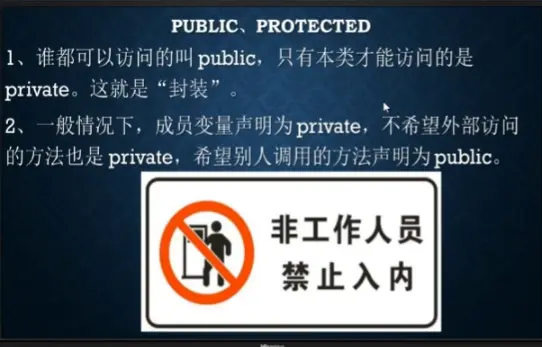 PUBLIC、PROTECTED
1、谁都可以访问的叫public，只有本类才能访问的是
private。这就是“封装”。
2、一般情况下，成员变量声明为private，不希望外部访问
的方法也是private，希望别人调用的方法声明为public。
非工作人员
禁止入内